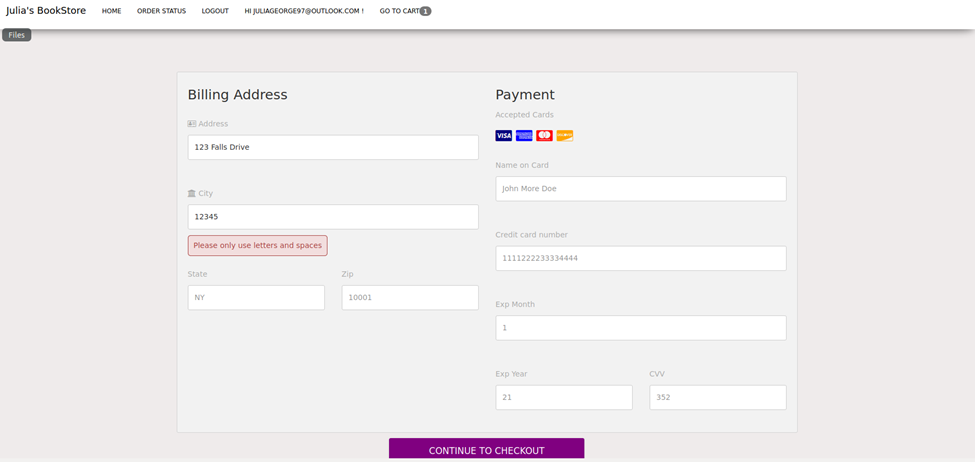 Julia's BookStore HOME ORDER STATUS LOGOUT HI JULIAGEORGE97@OUTLOOK.COM ! GO TO CART 1
Files
Billing Address
Address
123 Falls Drive
City
12345
Please only use letters and spaces
State Zip
NY 10001
Payment
Accepted Cards
VISA
Name on Card
John More Doe
Credit card number
1111222233334444
Exp Month
1
Exp Year CVV
21 352
CONTINUE TO CHECKOUT